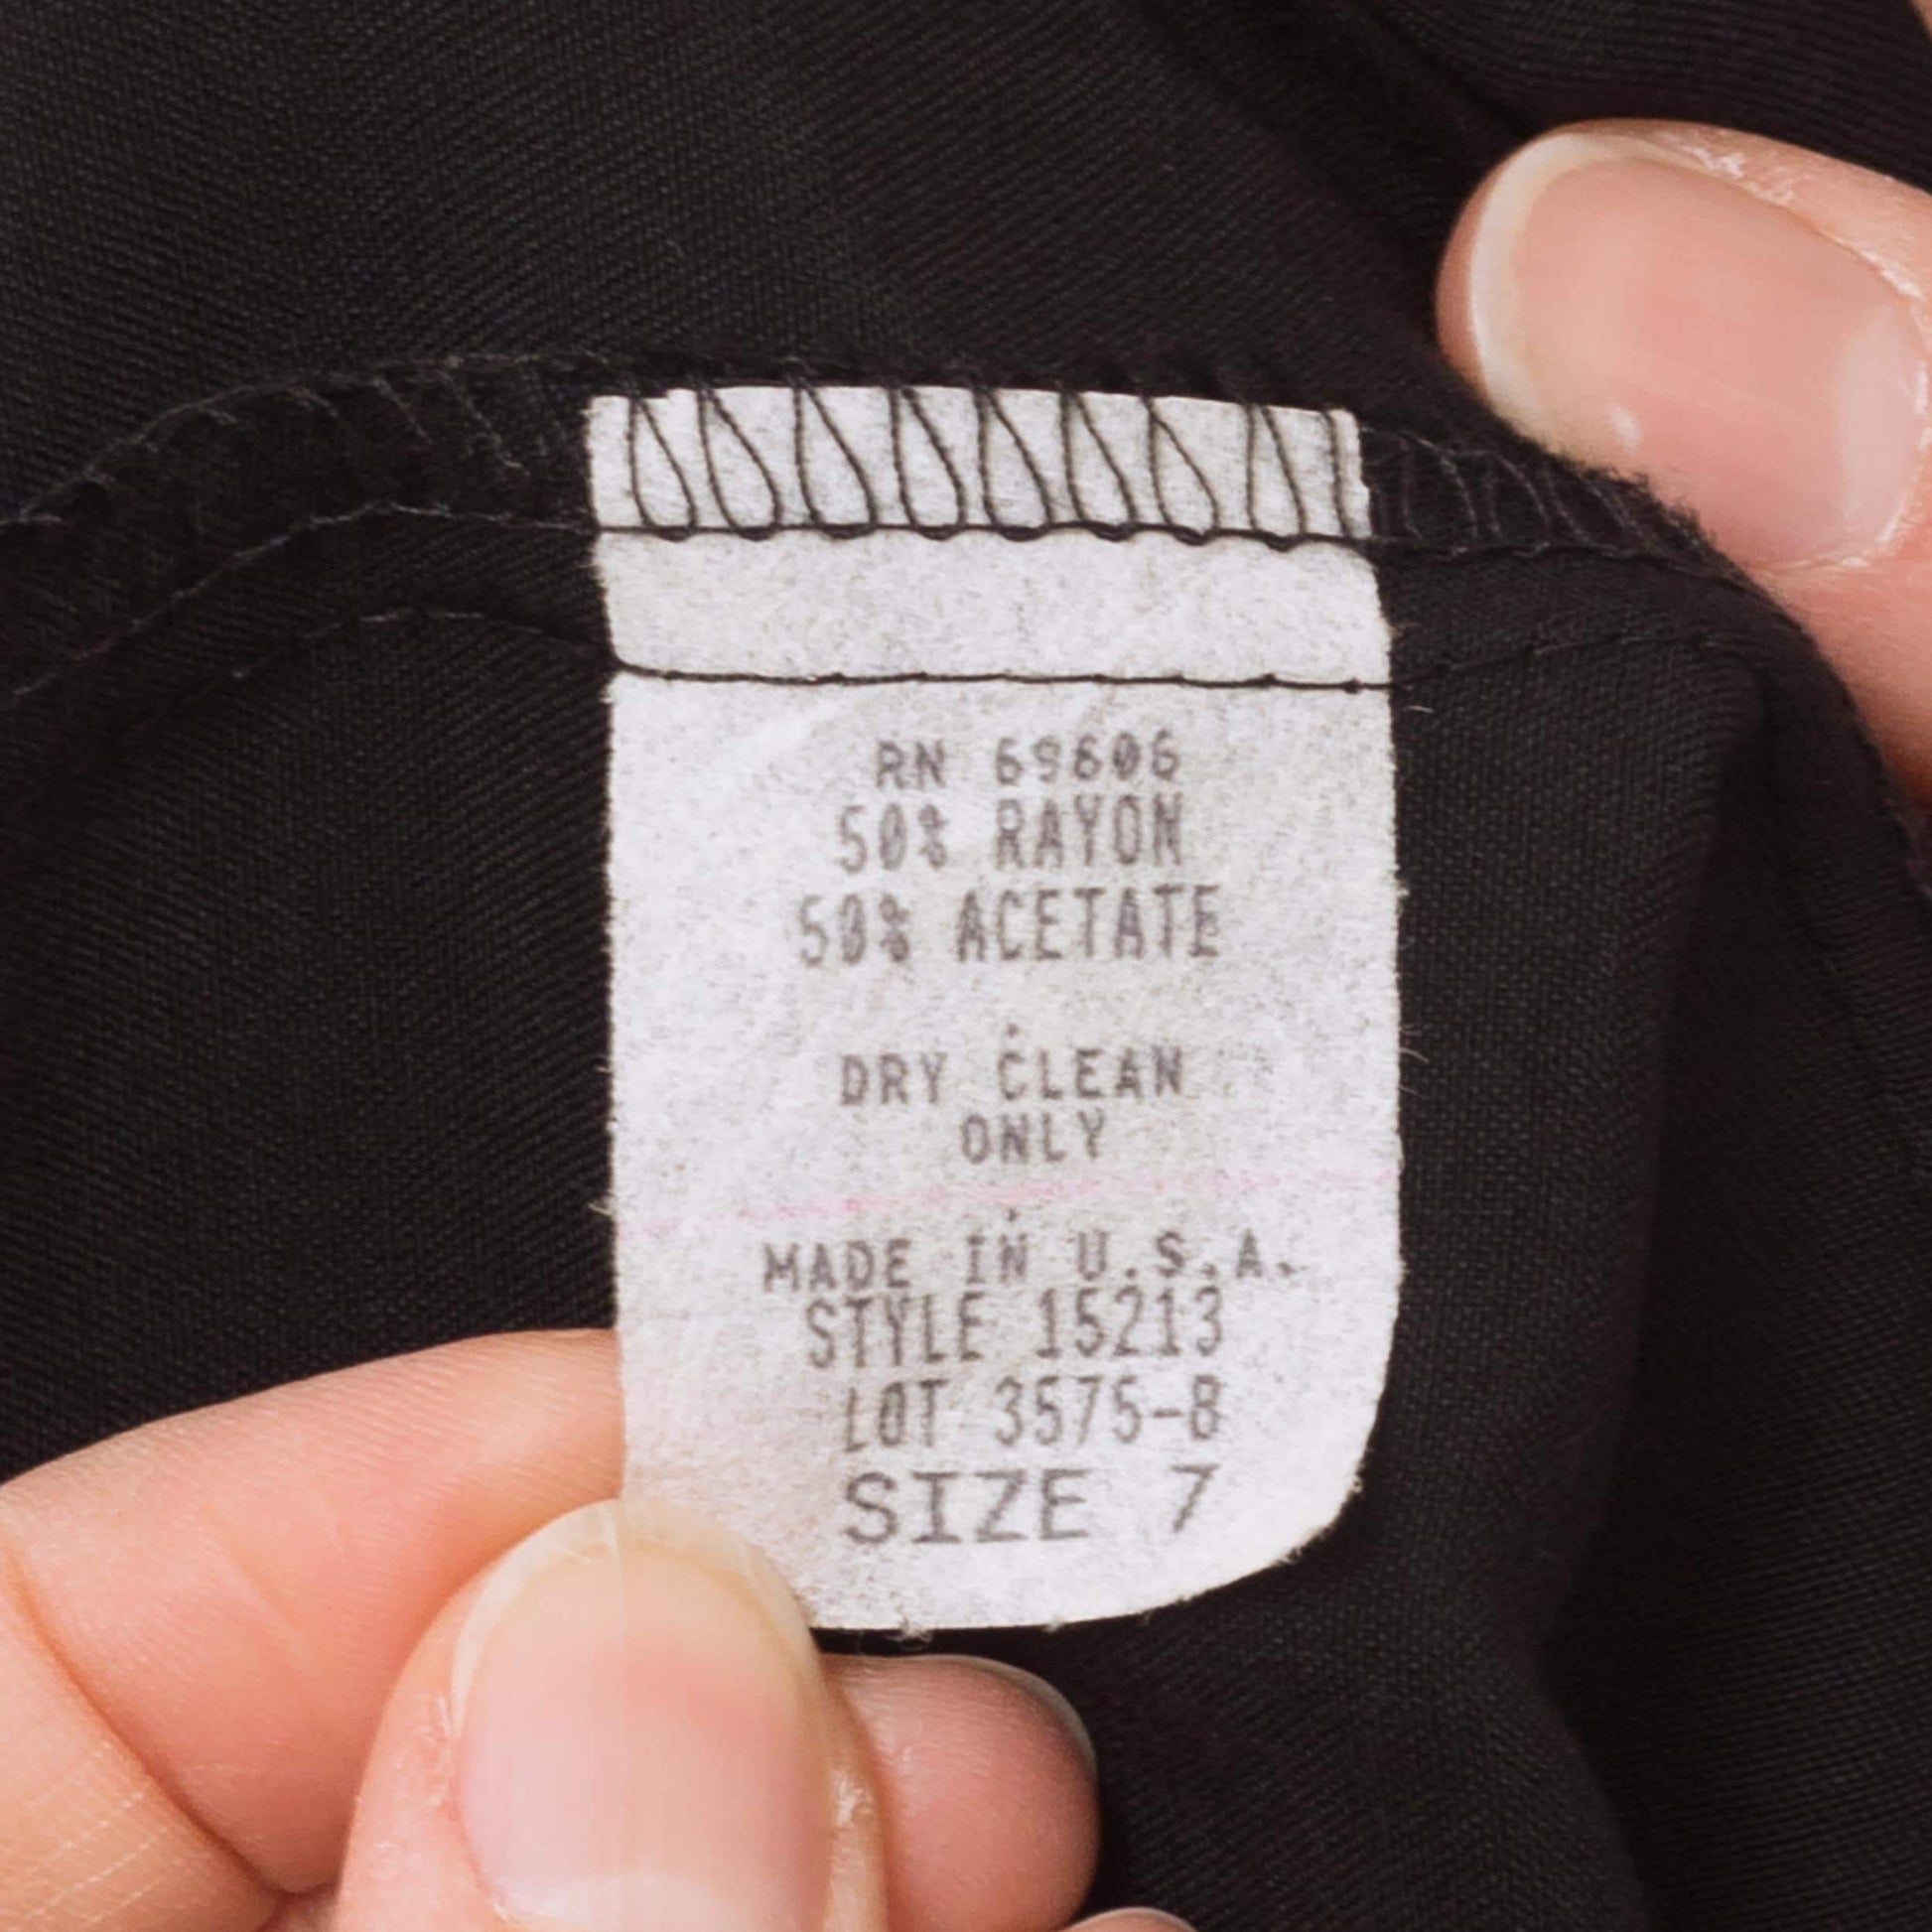 RN 69606
50% RAYON
50% ACETATE
DRY CLEAN
ONLY
MADE IN U.S.A.
STYLE 15213
LOT 3575-8
SIZE 7